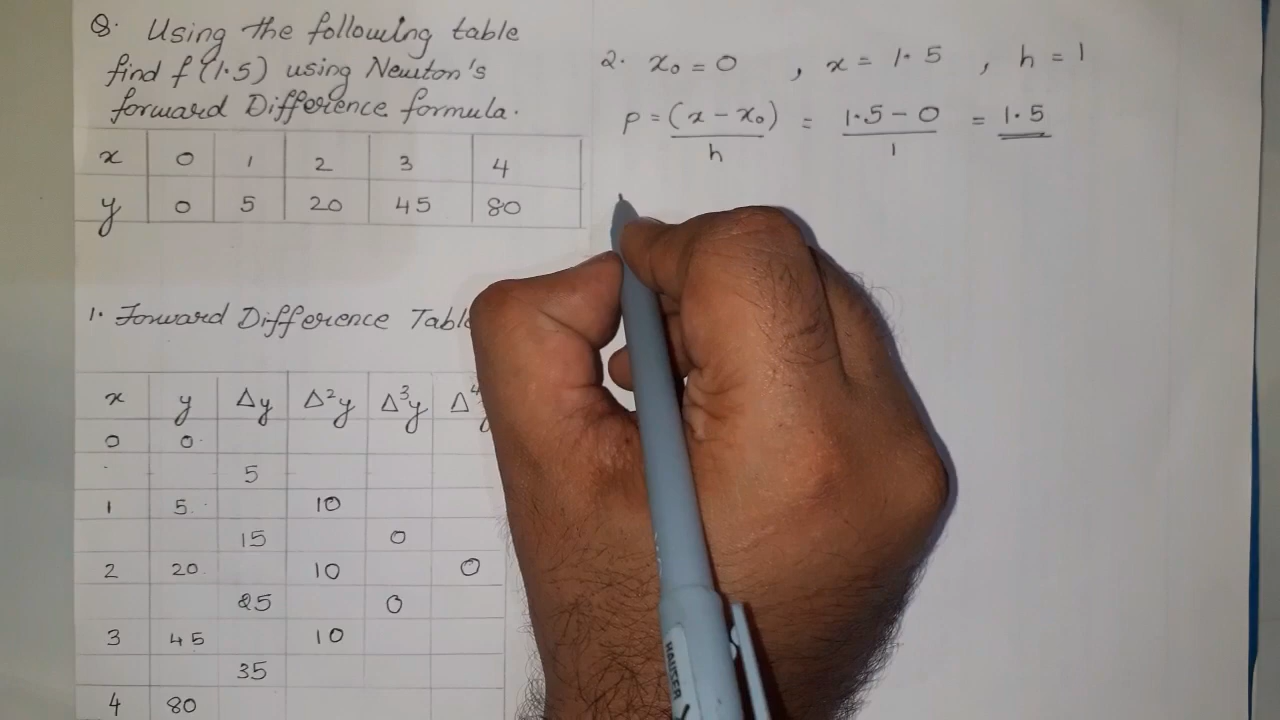 Q. Using the following table
find f(1.5) using Newton's
forward Difference formula.
x 0 1 2 3 4
y 0 5 20 45 80
1. Forward Difference Table
x y Δy Δ²y Δ³y Δ⁴
0 0
5
1 5 10
15 0
2 20 10 0
25 0
3 45 10
35
4 80
2. x₀ = 0 , x = 1.5 , h = 1
p = (x - x₀) / h = 1.5 - 0 / 1 = 1.5
HAUSER